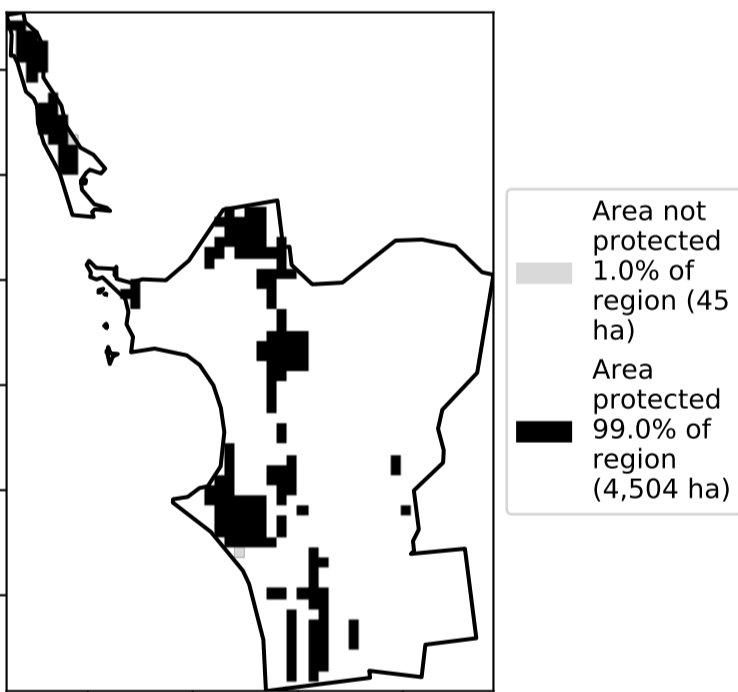 Area not
protected
1.0% of
region (45
ha)
Area
protected
99.0% of
region
(4,504 ha)